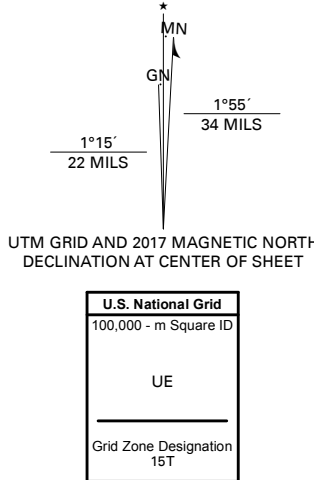 MN
GN
1°55´
34 MILS
1°15´
22 MILS
UTM GRID AND 2017 MAGNETIC NORTH
DECLINATION AT CENTER OF SHEET
U.S. National Grid
100,000 - m Square ID
UE
Grid Zone Designation
15T